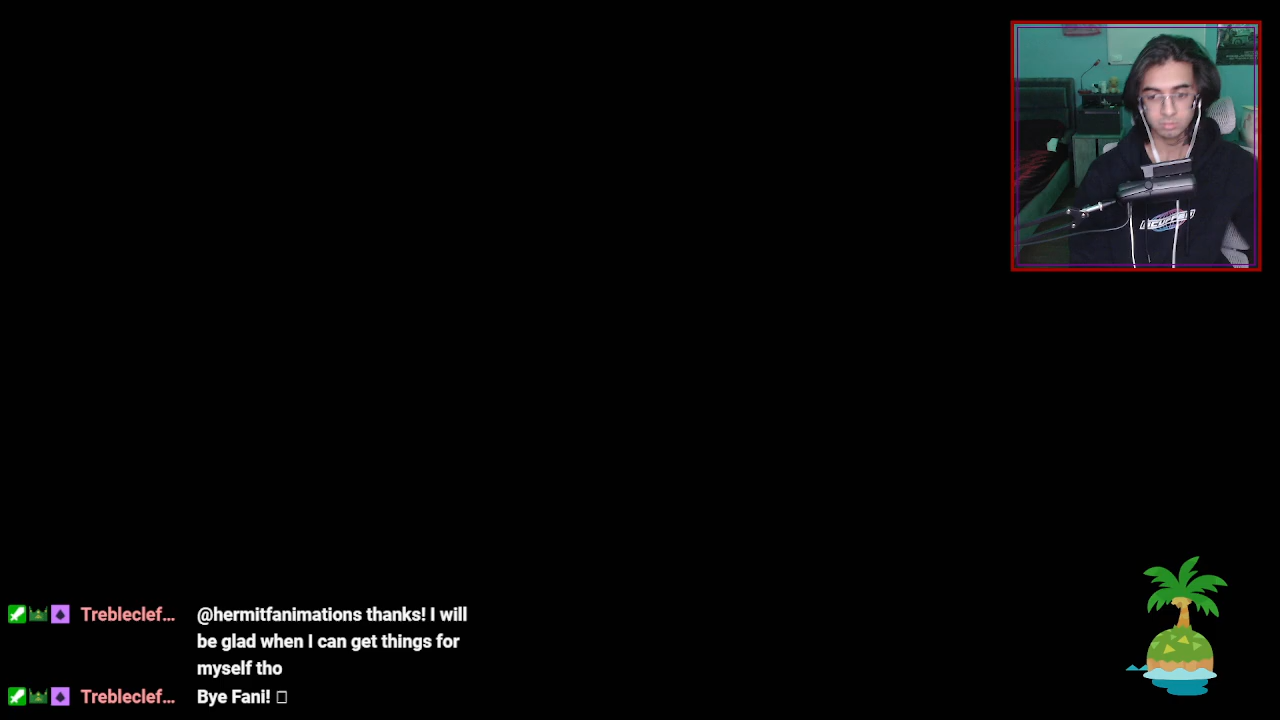 Trebleclef... @hermitfanimations thanks! I will
be glad when I can get things for
myself tho
Trebleclef... Bye Fani!